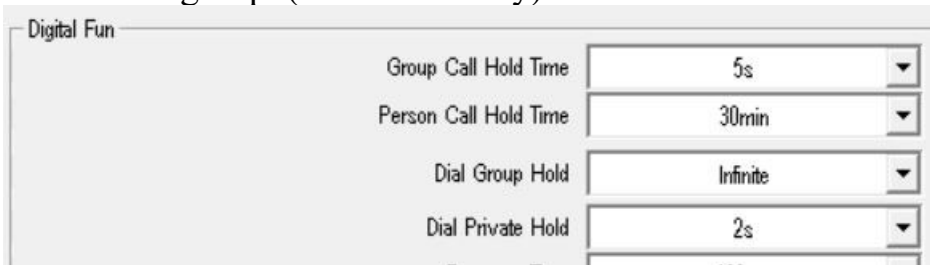 Digital Fun
Group Call Hold Time 5s
Person Call Hold Time 30min
Dial Group Hold Infinite
Dial Private Hold 2s